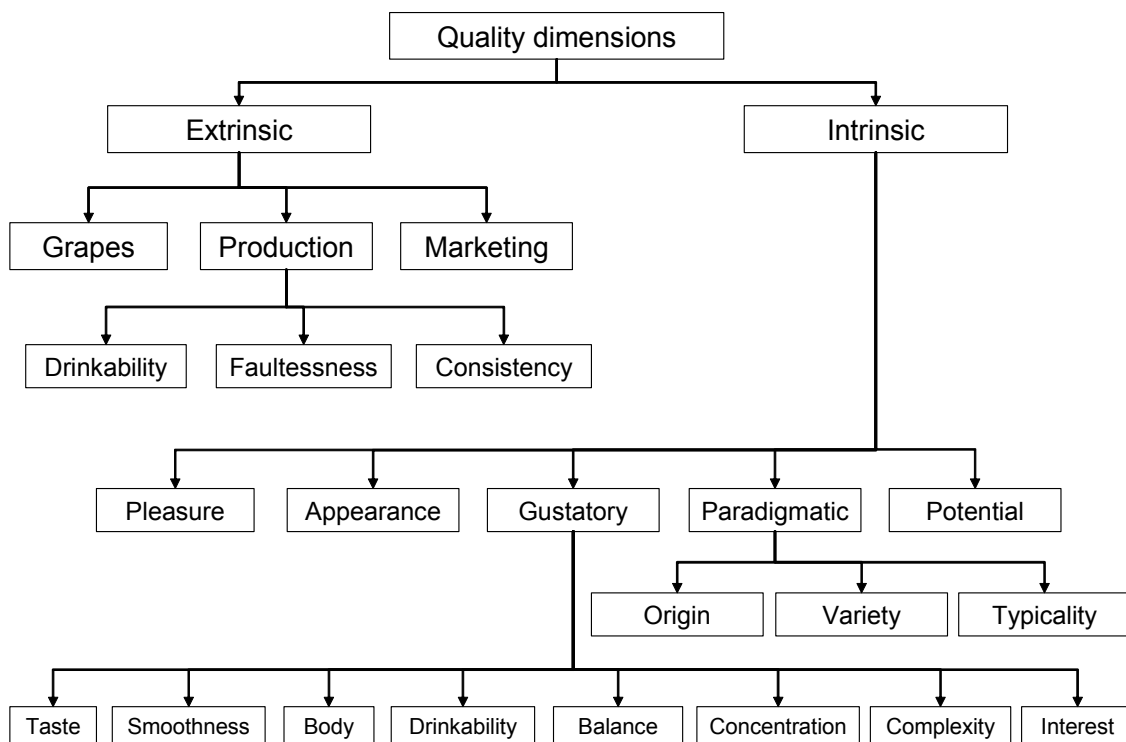 Quality dimensions
Extrinsic
Intrinsic
Grapes
Production
Marketing
Drinkability
Faultessness
Consistency
Pleasure
Appearance
Gustatory
Paradigmatic
Potential
Origin
Variety
Typicality
Taste
Smoothness
Body
Drinkability
Balance
Concentration
Complexity
Interest